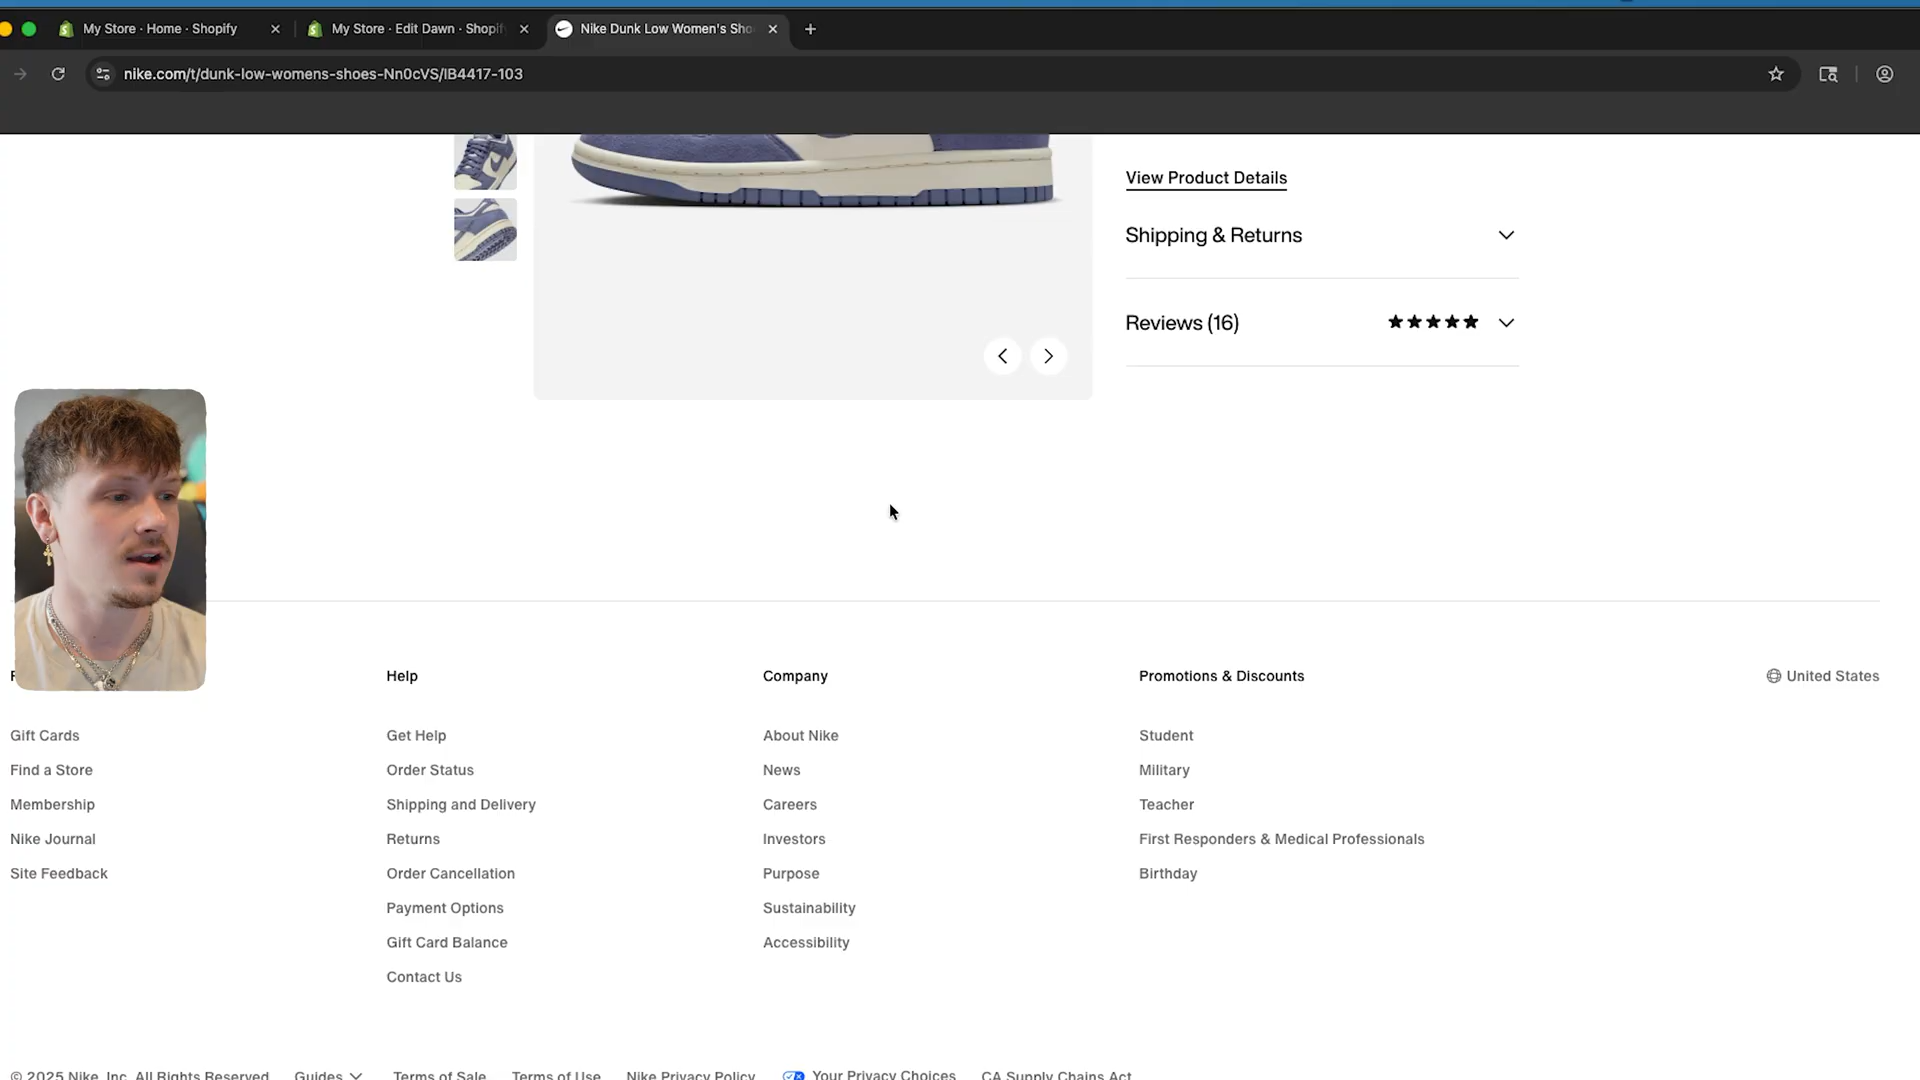 My Store · Home · Shopify
My Store · Edit Dawn · Shopify
Nike Dunk Low Women's Sho
nike.com/t/dunk-low-womens-shoes-Nn0cVS/IB4417-103
View Product Details
Shipping & Returns
Reviews (16)
Help
Company
Promotions & Discounts
United States
Gift Cards
Get Help
About Nike
Student
Find a Store
Order Status
News
Military
Membership
Shipping and Delivery
Careers
Teacher
Nike Journal
Returns
Investors
First Responders & Medical Professionals
Site Feedback
Order Cancellation
Purpose
Birthday
Payment Options
Sustainability
Gift Card Balance
Accessibility
Contact Us
© 2025 Nike, Inc. All Rights Reserved
Guides
Terms of Sale
Terms of Use
Nike Privacy Policy
Your Privacy Choices
CA Supply Chains Act